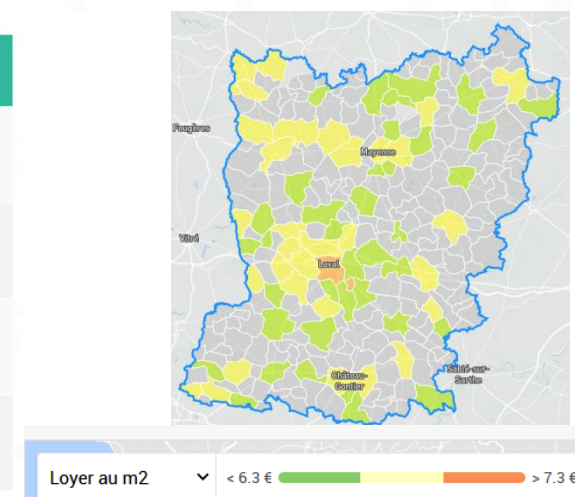 Fougères
Mayenne
Vitré
Laval
Château-
Gontier
Sablé-sur-
Sarthe
Loyer au m2
< 6.3 €
> 7.3 €